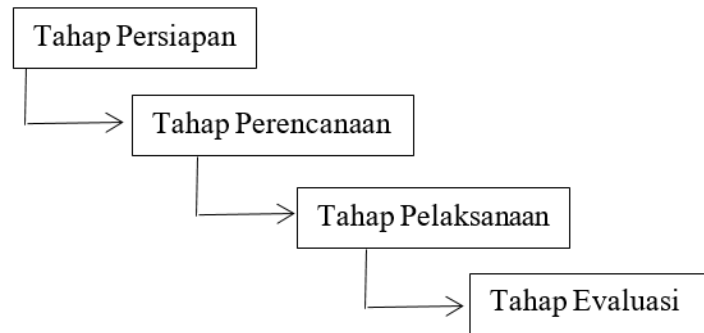 Tahap Persiapan
Tahap Perencanaan
Tahap Pelaksanaan
Tahap Evaluasi